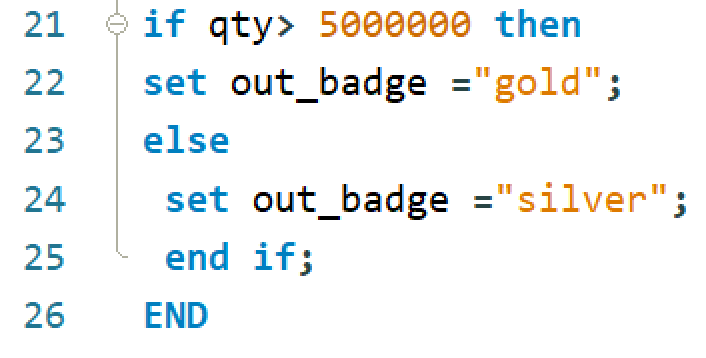 21 if qty> 5000000 then
22 set out_badge ="gold";
23 else
24 set out_badge ="silver";
25 end if;
26 END